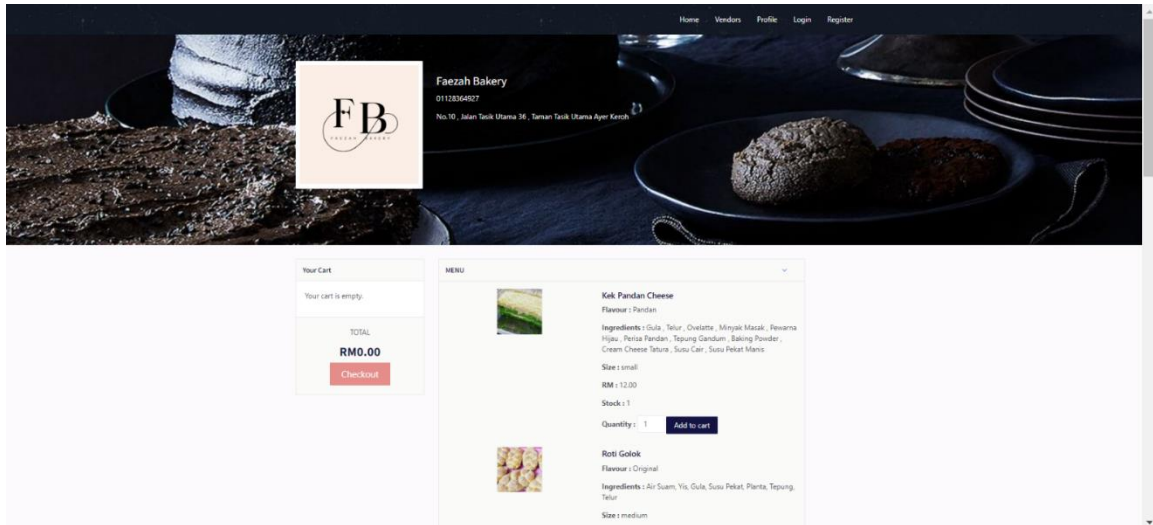 Home Vendors Profile Login Register
FB
FAEZAH BAKERY
Faezah Bakery
01128364927
No.10 , Jalan Tasik Utama 36 , Taman Tasik Utama Ayer Keroh
Your Cart
Your cart is empty.
TOTAL
RM0.00
Checkout
MENU
Kek Pandan Cheese
Flavour : Pandan
Ingredients : Gula , Telur , Ovelatte , Minyak Masak , Pewarna
Hijau , Perisa Pandan , Tepung Gandum , Baking Powder ,
Cream Cheese Tatura , Susu Cair , Susu Pekat Manis
Size : small
RM : 12.00
Stock : 1
Quantity : 1 Add to cart
Roti Golok
Flavour : Original
Ingredients : Air Suam, Yis, Gula, Susu Pekat, Planta, Tepung,
Telur
Size : medium